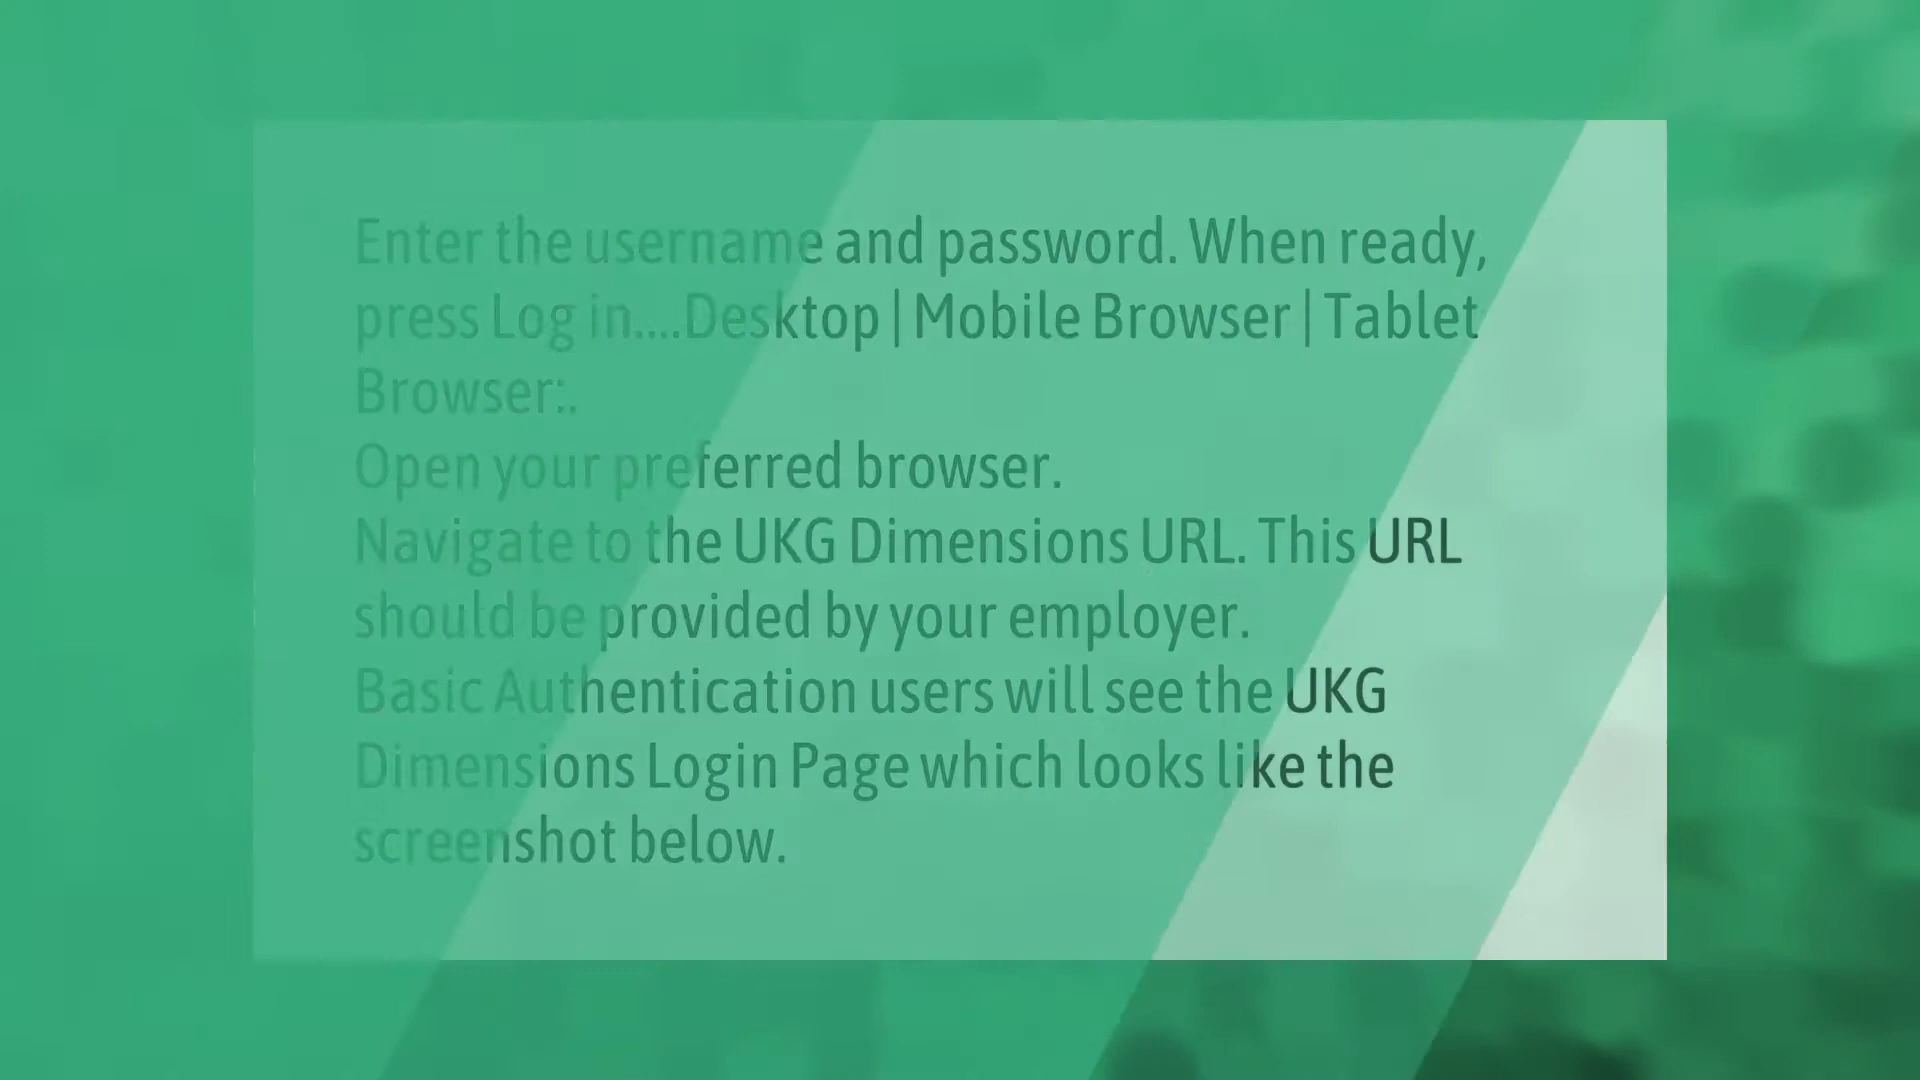 Enter the username and password. When ready,
press Log in....Desktop | Mobile Browser | Tablet
Browser:.
Open your preferred browser.
Navigate to the UKG Dimensions URL. This URL
should be provided by your employer.
Basic Authentication users will see the UKG
Dimensions Login Page which looks like the
screenshot below.